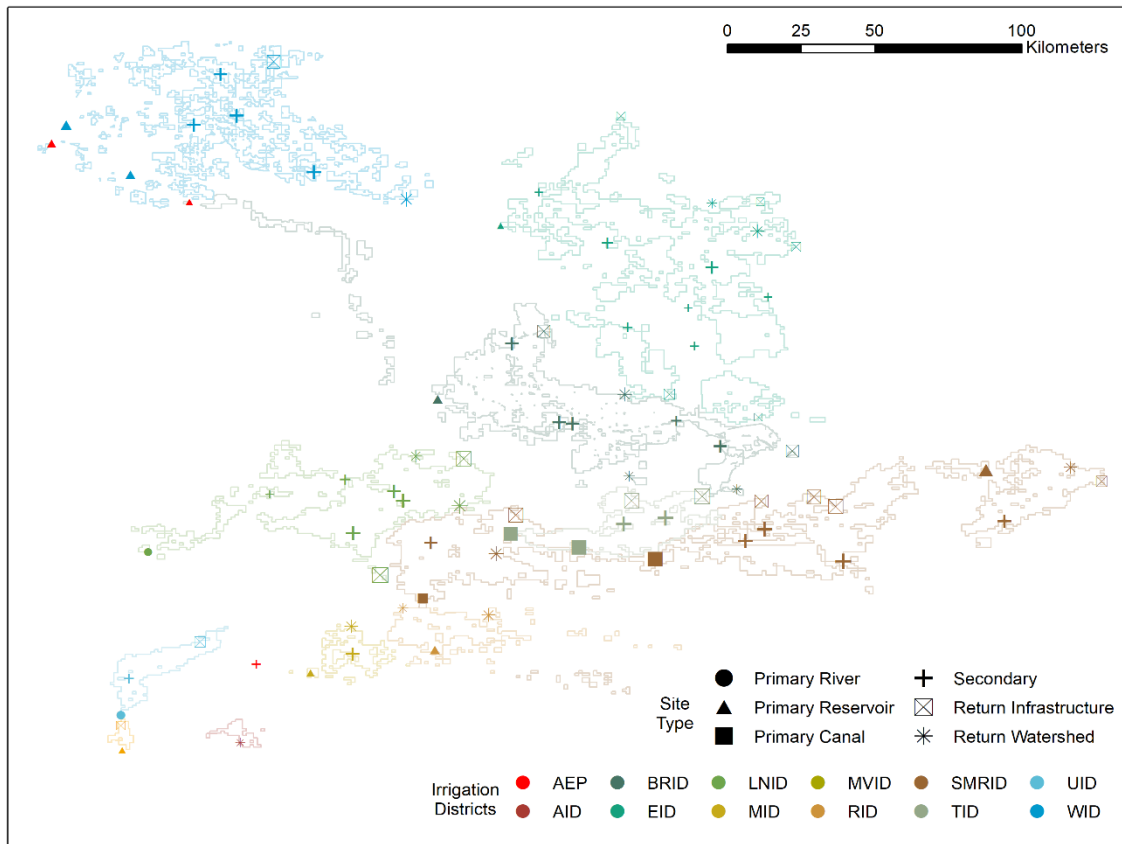 0 25 50 100
Kilometers
Site Type
Primary River
Secondary
Primary Reservoir
Return Infrastructure
Primary Canal
Return Watershed
Irrigation Districts
AEP BRID LNID MVID SMRID UID
AID EID MID RID TID WID